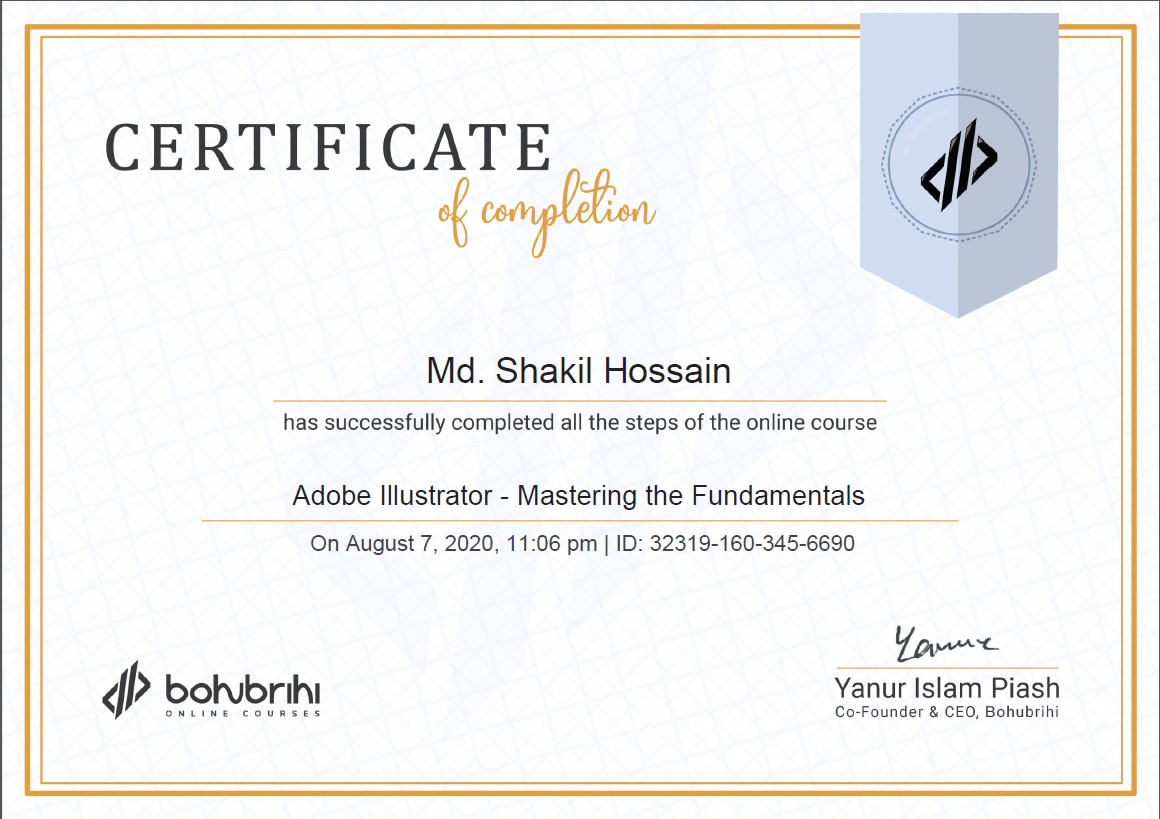 CERTIFICATE
of completion
Md. Shakil Hossain
has successfully completed all the steps of the online course
Adobe Illustrator - Mastering the Fundamentals
On August 7, 2020, 11:06 pm | ID: 32319-160-345-6690
bohubrihi
ONLINE COURSES
Yanur Islam Piash
Co-Founder & CEO, Bohubrihi